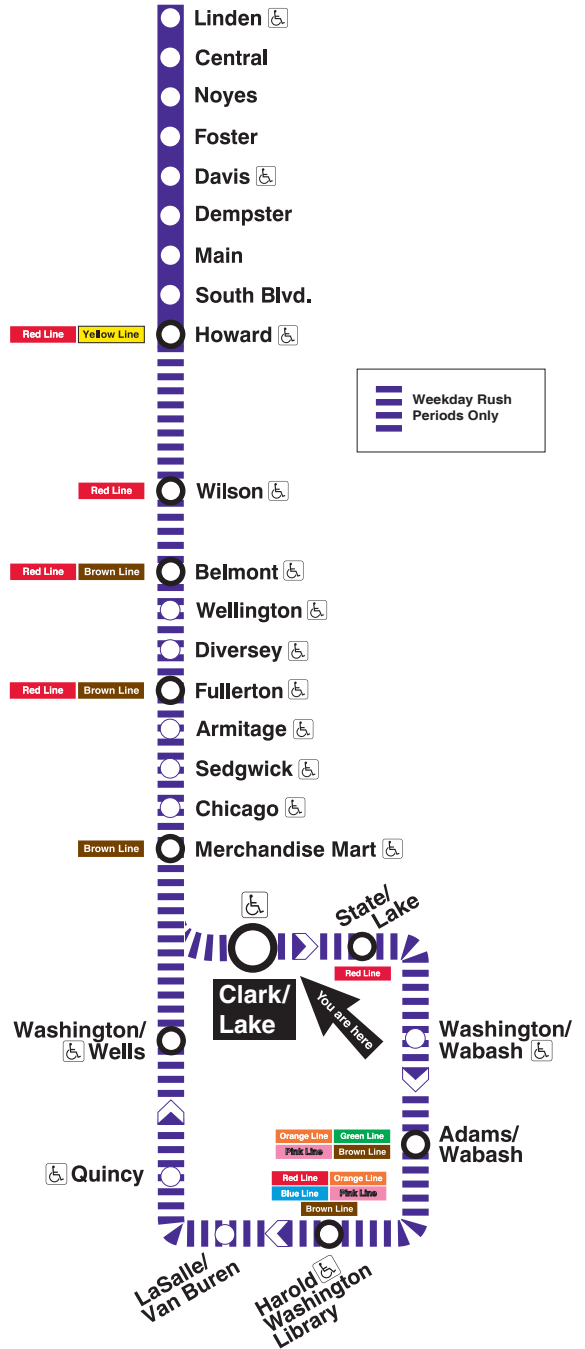 Linden
Central
Noyes
Foster
Davis
Dempster
Main
South Blvd.
Red Line Yellow Line Howard
Weekday Rush
Periods Only
Red Line Wilson
Red Line Brown Line Belmont
Wellington
Diversey
Red Line Brown Line Fullerton
Armitage
Sedgwick
Chicago
Brown Line Merchandise Mart
State/
Lake
Red Line
Clark/
Lake
You are here
Washington/
Wells
Washington/
Wabash
Orange Line Green Line
Pink Line Brown Line
Adams/
Wabash
Quincy
Red Line Orange Line
Blue Line Pink Line
Brown Line
LaSalle/
Van Buren
Harold
Washington
Library